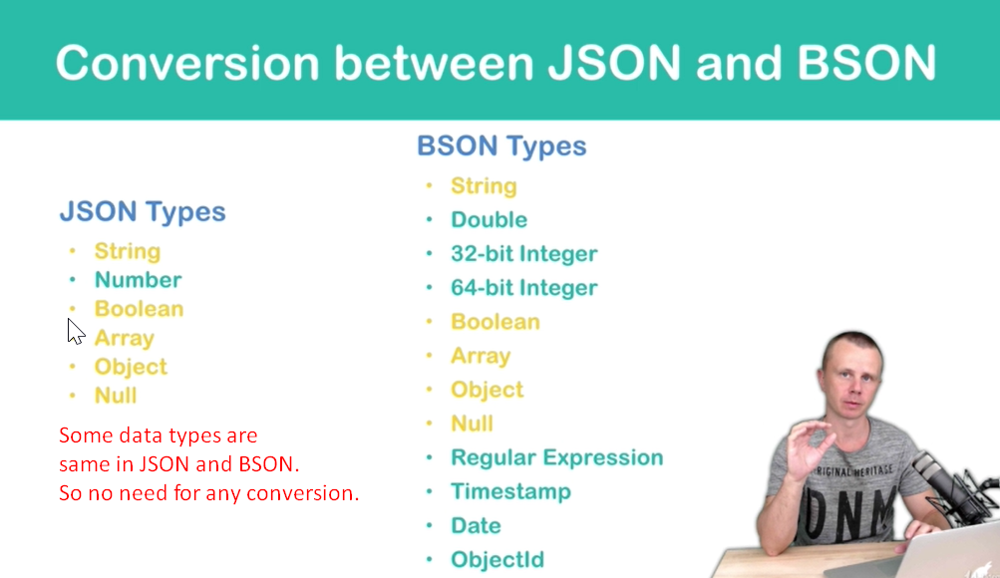 Conversion between JSON and BSON
JSON Types
• String
• Number
• Boolean
• Array
• Object
• Null
Some data types are
same in JSON and BSON.
So no need for any conversion.
BSON Types
• String
• Double
• 32-bit Integer
• 64-bit Integer
• Boolean
• Array
• Object
• Null
• Regular Expression
• Timestamp
• Date
• ObjectId
ORIGINAL HERITAGE
DNM